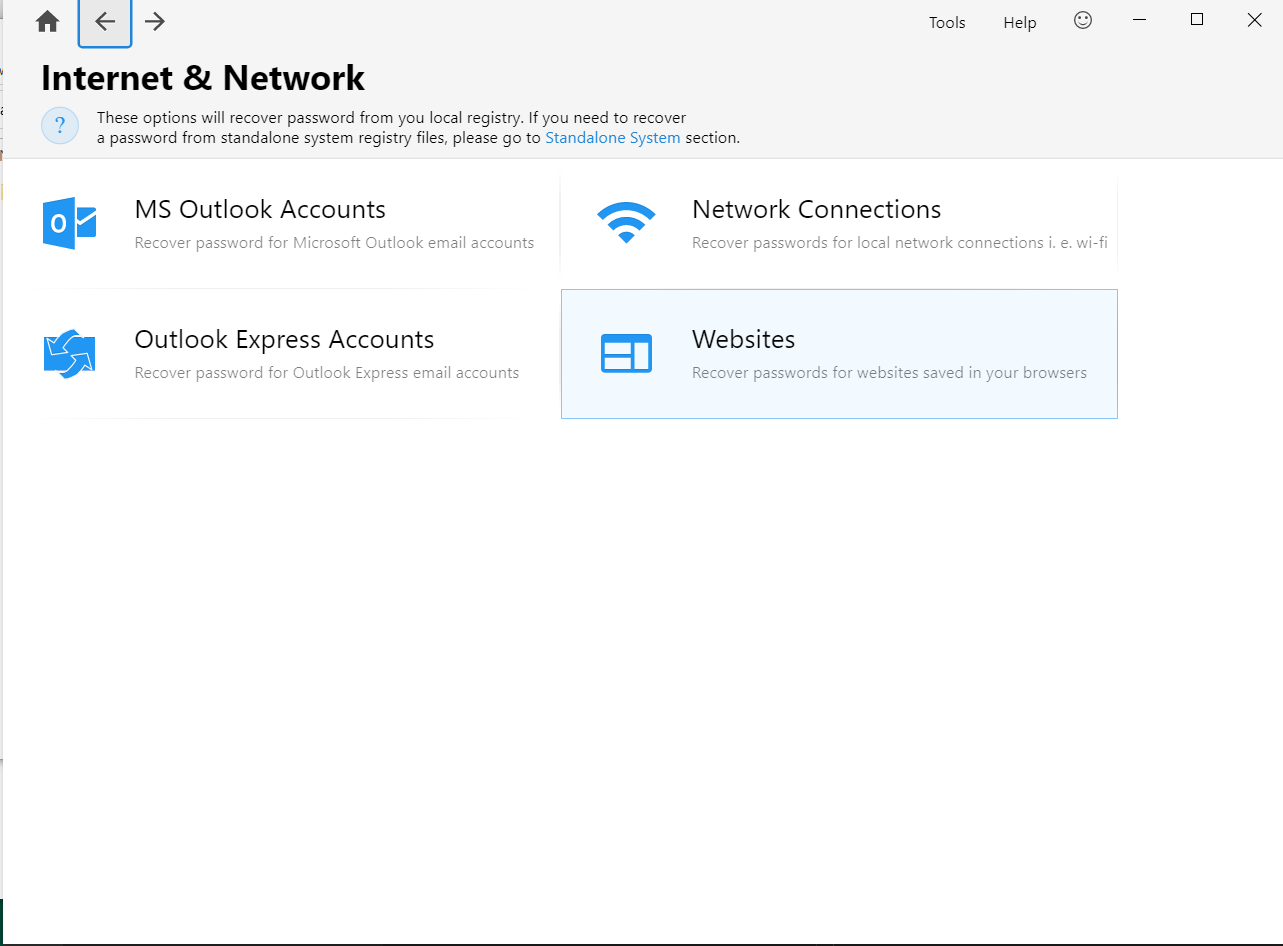 Tools Help
Internet & Network
?
These options will recover password from you local registry. If you need to recover
a password from standalone system registry files, please go to Standalone System section.
MS Outlook Accounts
Recover password for Microsoft Outlook email accounts
Network Connections
Recover passwords for local network connections i. e. wi-fi
Outlook Express Accounts
Recover password for Outlook Express email accounts
Websites
Recover passwords for websites saved in your browsers